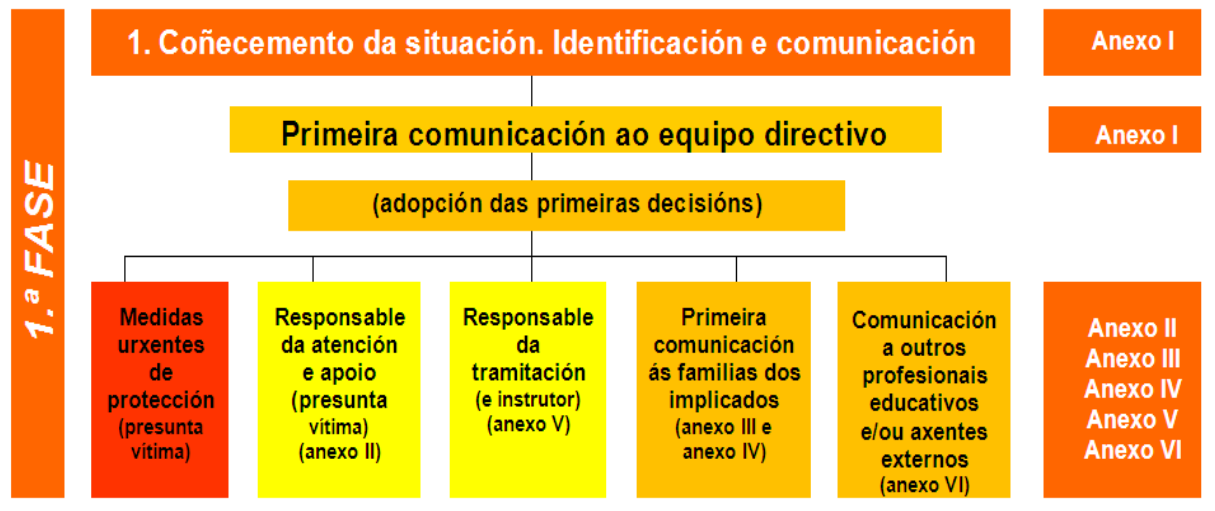 1.ª FASE
1. Coñecemento da situación. Identificación e comunicación
Anexo I
Primeira comunicación ao equipo directivo
Anexo I
(adopción das primeiras decisións)
Medidas
urxentes
de
protección
(presunta
vítima)
Responsable
da atención
e apoio
(presunta
vítima)
(anexo II)
Responsable
da
tramitación
(e instrutor)
(anexo V)
Primeira
comunicación
ás familias dos
implicados
(anexo III e
anexo IV)
Comunicación
a outros
profesionais
educativos
e/ou axentes
externos
(anexo VI)
Anexo II
Anexo III
Anexo IV
Anexo V
Anexo VI